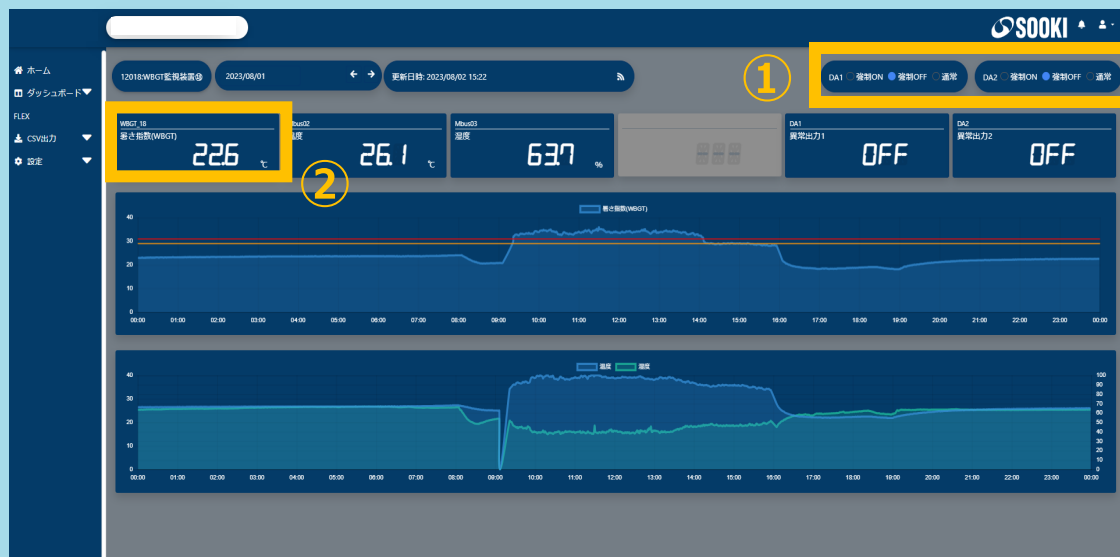 SOOKI
ホーム
ダッシュボード
FLEX
CSV出力
設定
12018:WBGT監視装置⑱
2023/08/01
更新日時: 2023/08/02 15:22
①
DA1 強制ON 強制OFF 通常
DA2 強制ON 強制OFF 通常
WBGT_18
暑さ指数(WBGT)
22.6 ℃
②
Mbus02
温度
26.1 ℃
Mbus03
湿度
63.7 %
DA1
異常出力1
OFF
DA2
異常出力2
OFF
暑さ指数(WBGT)
40
30
20
10
0
00:00 01:00 02:00 03:00 04:00 05:00 06:00 07:00 08:00 09:00 10:00 11:00 12:00 13:00 14:00 15:00 16:00 17:00 18:00 19:00 20:00 21:00 22:00 23:00 00:00
温度 湿度
40
30
20
10
0
100
90
80
70
60
50
40
30
20
10
0
00:00 01:00 02:00 03:00 04:00 05:00 06:00 07:00 08:00 09:00 10:00 11:00 12:00 13:00 14:00 15:00 16:00 17:00 18:00 19:00 20:00 21:00 22:00 23:00 00:00